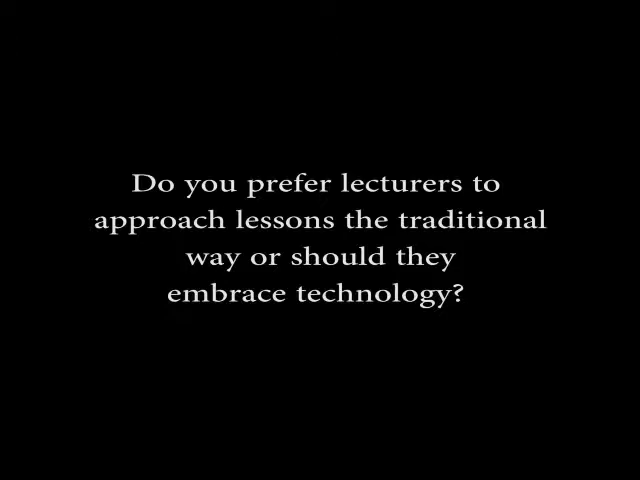 Do you prefer lecturers to
approach lessons the traditional
way or should they
embrace technology?